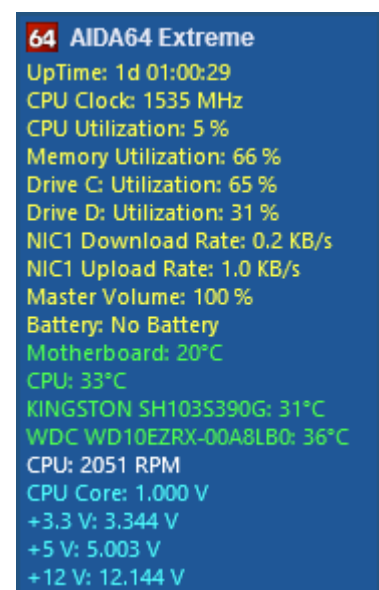 64 AIDA64 Extreme
UpTime: 1d 01:00:29
CPU Clock: 1535 MHz
CPU Utilization: 5 %
Memory Utilization: 66 %
Drive C: Utilization: 65 %
Drive D: Utilization: 31 %
NIC1 Download Rate: 0.2 KB/s
NIC1 Upload Rate: 1.0 KB/s
Master Volume: 100 %
Battery: No Battery
Motherboard: 20°C
CPU: 33°C
KINGSTON SH103S390G: 31°C
WDC WD10EZRX-00A8LB0: 36°C
CPU: 2051 RPM
CPU Core: 1.000 V
+3.3 V: 3.344 V
+5 V: 5.003 V
+12 V: 12.144 V